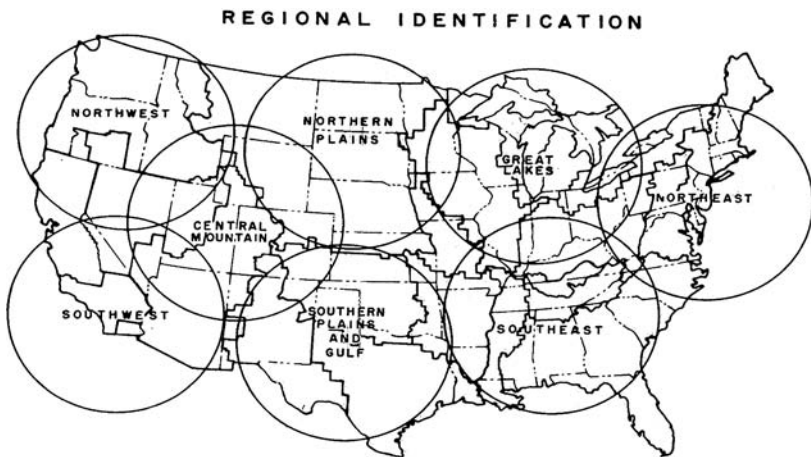 REGIONAL IDENTIFICATION
NORTHWEST
NORTHERN
PLAINS
GREAT
LAKES
NORTHEAST
CENTRAL
MOUNTAIN
SOUTHWEST
SOUTHERN
PLAINS
AND
GULF
SOUTHEAST